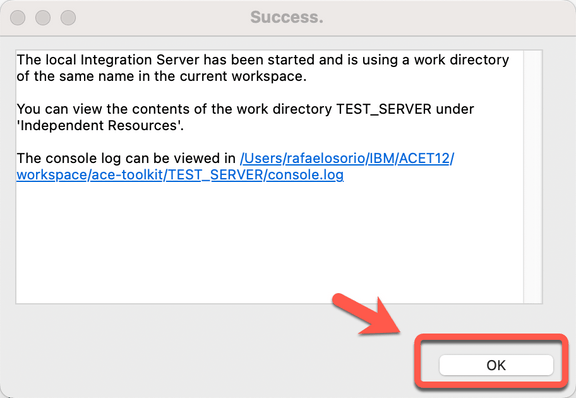 Success.
The local Integration Server has been started and is using a work directory
of the same name in the current workspace.
You can view the contents of the work directory TEST_SERVER under
'Independent Resources'.
The console log can be viewed in /Users/rafaelosorio/IBM/ACET12/
workspace/ace-toolkit/TEST_SERVER/console.log
OK